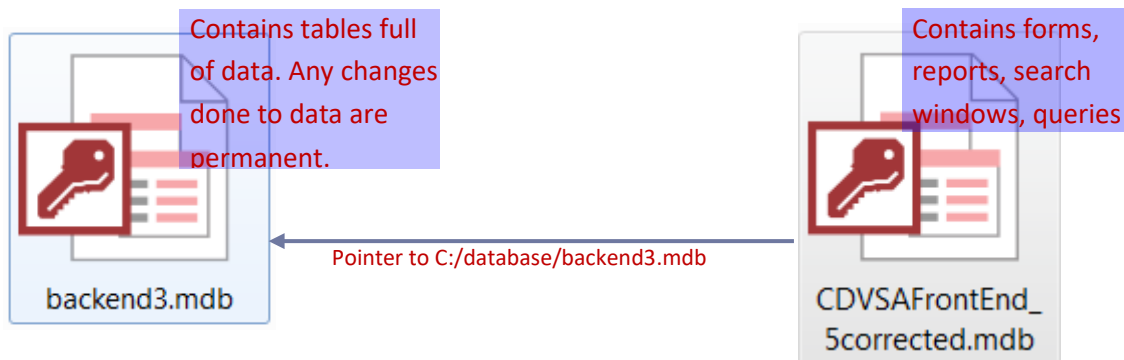 Contains tables full
of data. Any changes
done to data are
permanent.
Contains forms,
reports, search
windows, queries
Pointer to C:/database/backend3.mdb
backend3.mdb
CDVSAFrontEnd_
5corrected.mdb